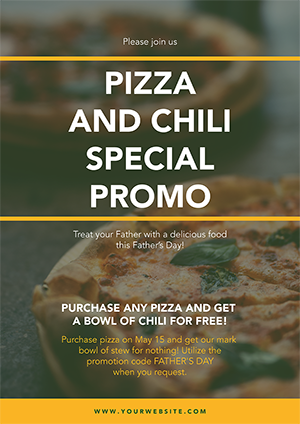 Please join us
PIZZA
AND CHILI
SPECIAL
PROMO
Treat your Father with a delicious food
this Father's Day!
PURCHASE ANY PIZZA AND GET
A BOWL OF CHILI FOR FREE!
Purchase pizza on May 15 and get our mark
bowl of stew for nothing! Utilize the
promotion code FATHER'S DAY
when you request.
WWW.YOURWEBSITE.COM